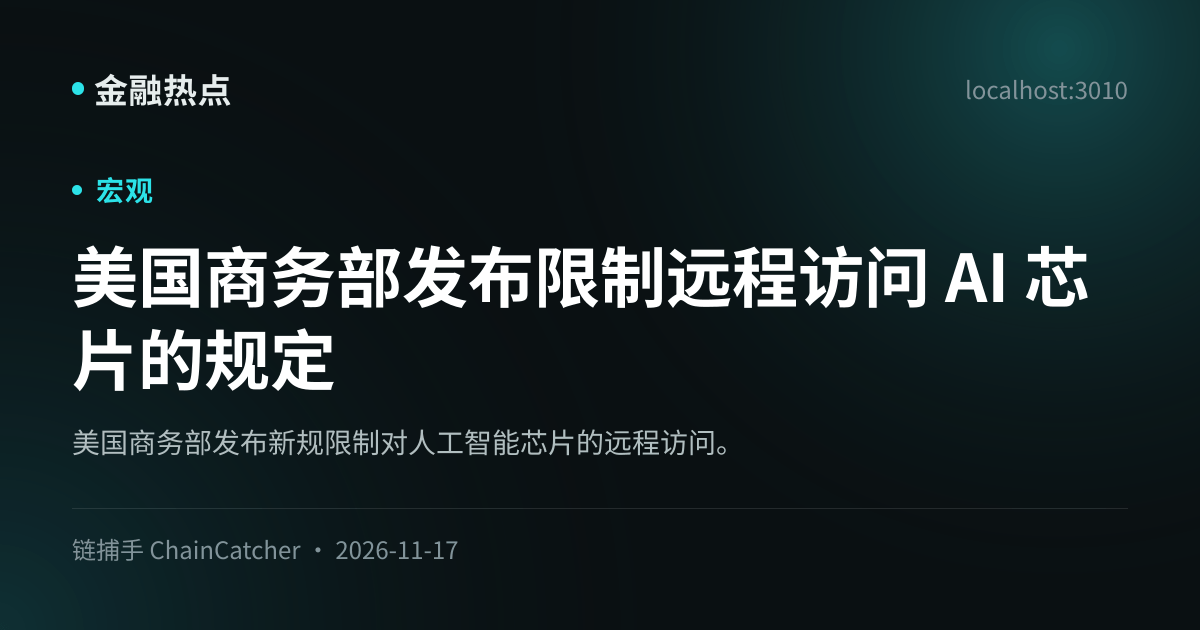 金融热点
localhost:3010
宏观
美国商务部发布限制远程访问 AI 芯
片的规定
美国商务部发布新规限制对人工智能芯片的远程访问。
链捕手 ChainCatcher · 2026-11-17